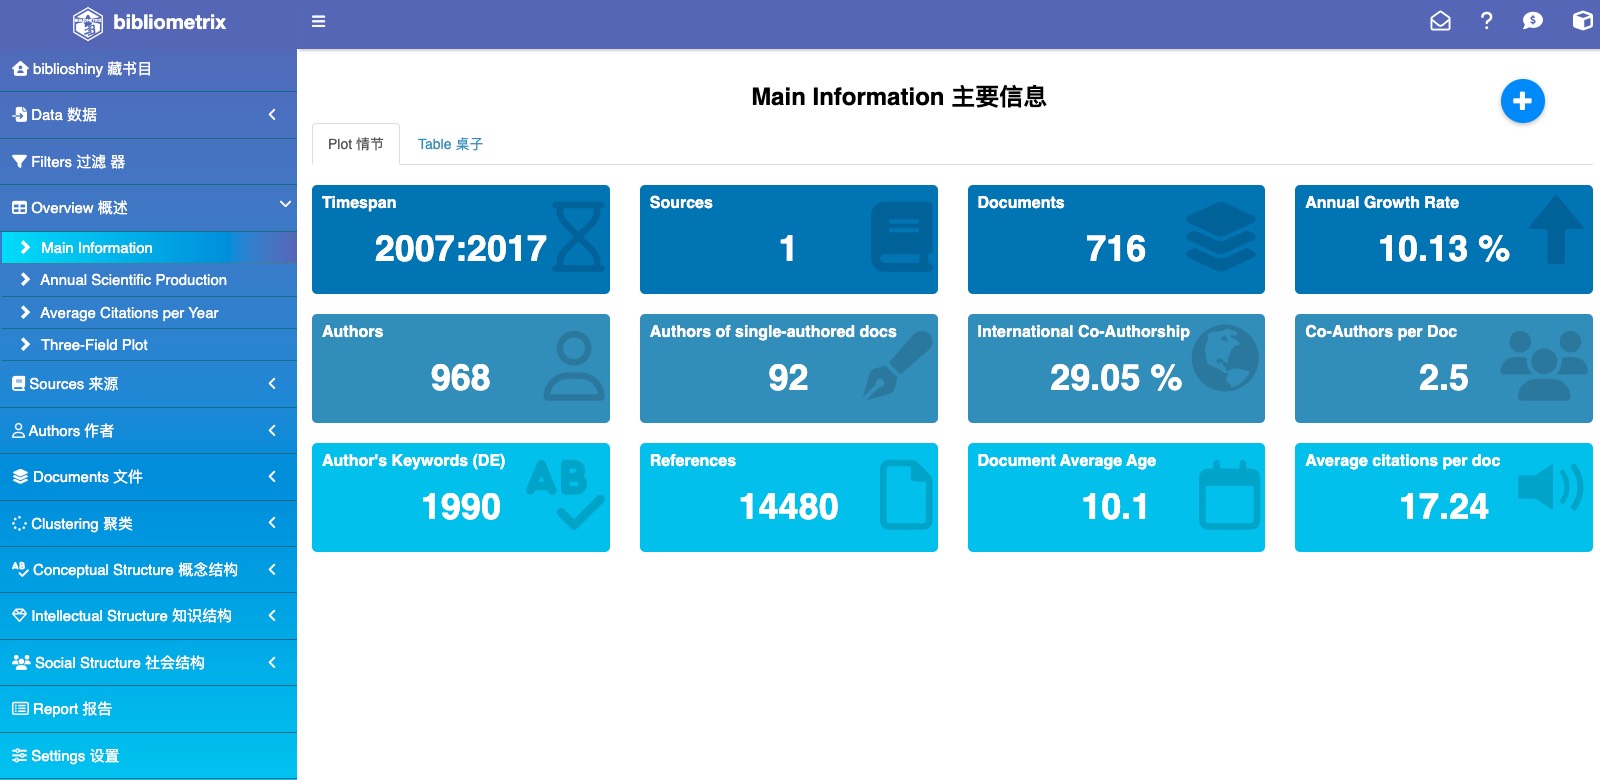 bibliometrix
biblioshiny 藏书目
Data 数据
Filters 过滤 器
Overview 概述
Main Information
Annual Scientific Production
Average Citations per Year
Three-Field Plot
Sources 来源
Authors 作者
Documents 文件
Clustering 聚类
Conceptual Structure 概念结构
Intellectual Structure 知识结构
Social Structure 社会结构
Report 报告
Settings 设置
Main Information 主要信息
Plot 情节
Table 桌子
Timespan
2007:2017
Sources
1
Documents
716
Annual Growth Rate
10.13 %
Authors
968
Authors of single-authored docs
92
International Co-Authorship
29.05 %
Co-Authors per Doc
2.5
Author's Keywords (DE)
1990
References
14480
Document Average Age
10.1
Average citations per doc
17.24